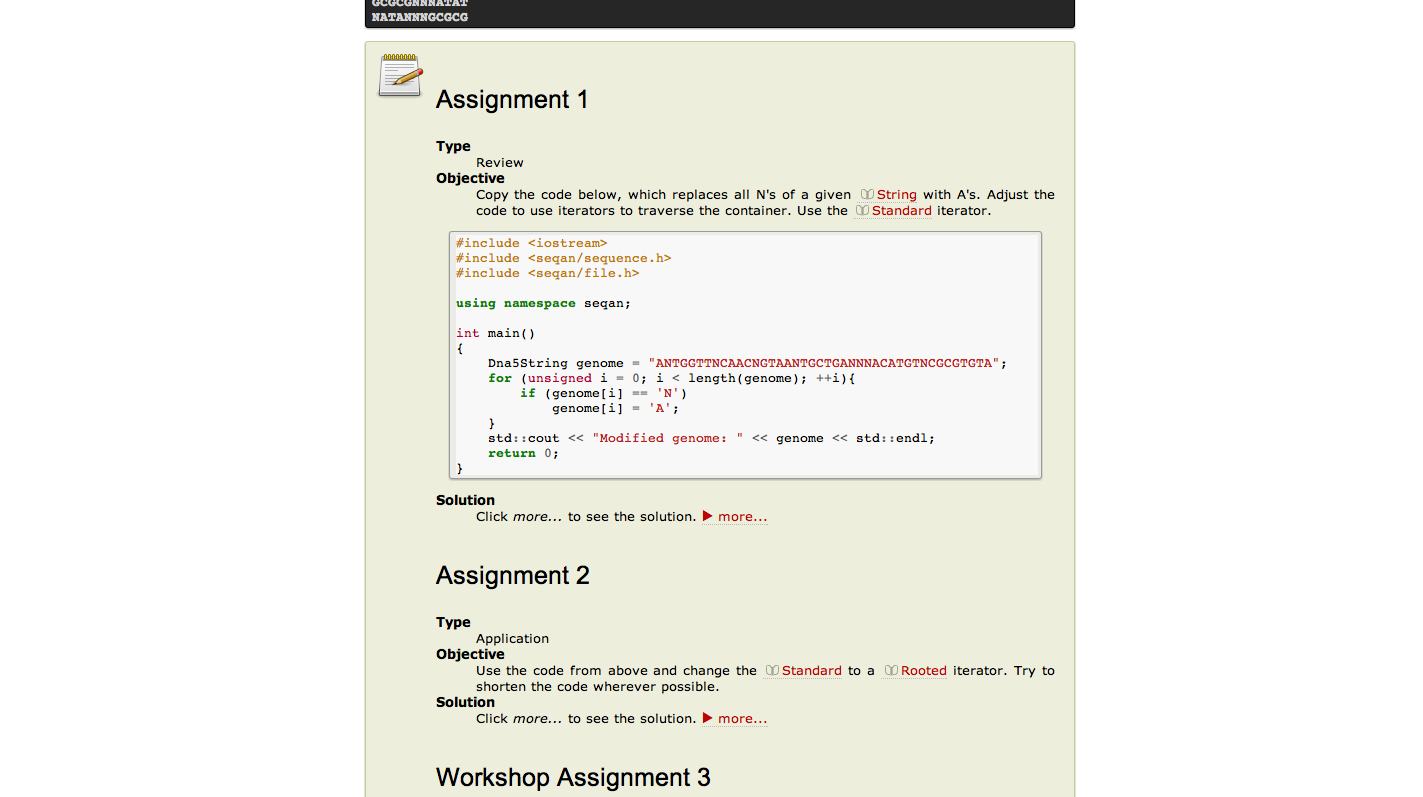 GCGCGNNNATAT
NATANNNGCGCG
Assignment 1
Type
Review
Objective
Copy the code below, which replaces all N's of a given String with A's. Adjust the
code to use iterators to traverse the container. Use the Standard iterator.
#include <iostream>
#include <seqan/sequence.h>
#include <seqan/file.h>
using namespace seqan;
int main()
{
    Dna5String genome = "ANTGGTTNCAACNGTAANTGCTGANNNACATGTNCGCGTGTA";
    for (unsigned i = 0; i < length(genome); ++i){
        if (genome[i] == 'N')
            genome[i] = 'A';
    }
    std::cout << "Modified genome: " << genome << std::endl;
    return 0;
}
Solution
Click more... to see the solution. ▶ more...
Assignment 2
Type
Application
Objective
Use the code from above and change the Standard to a Rooted iterator. Try to
shorten the code wherever possible.
Solution
Click more... to see the solution. ▶ more...
Workshop Assignment 3